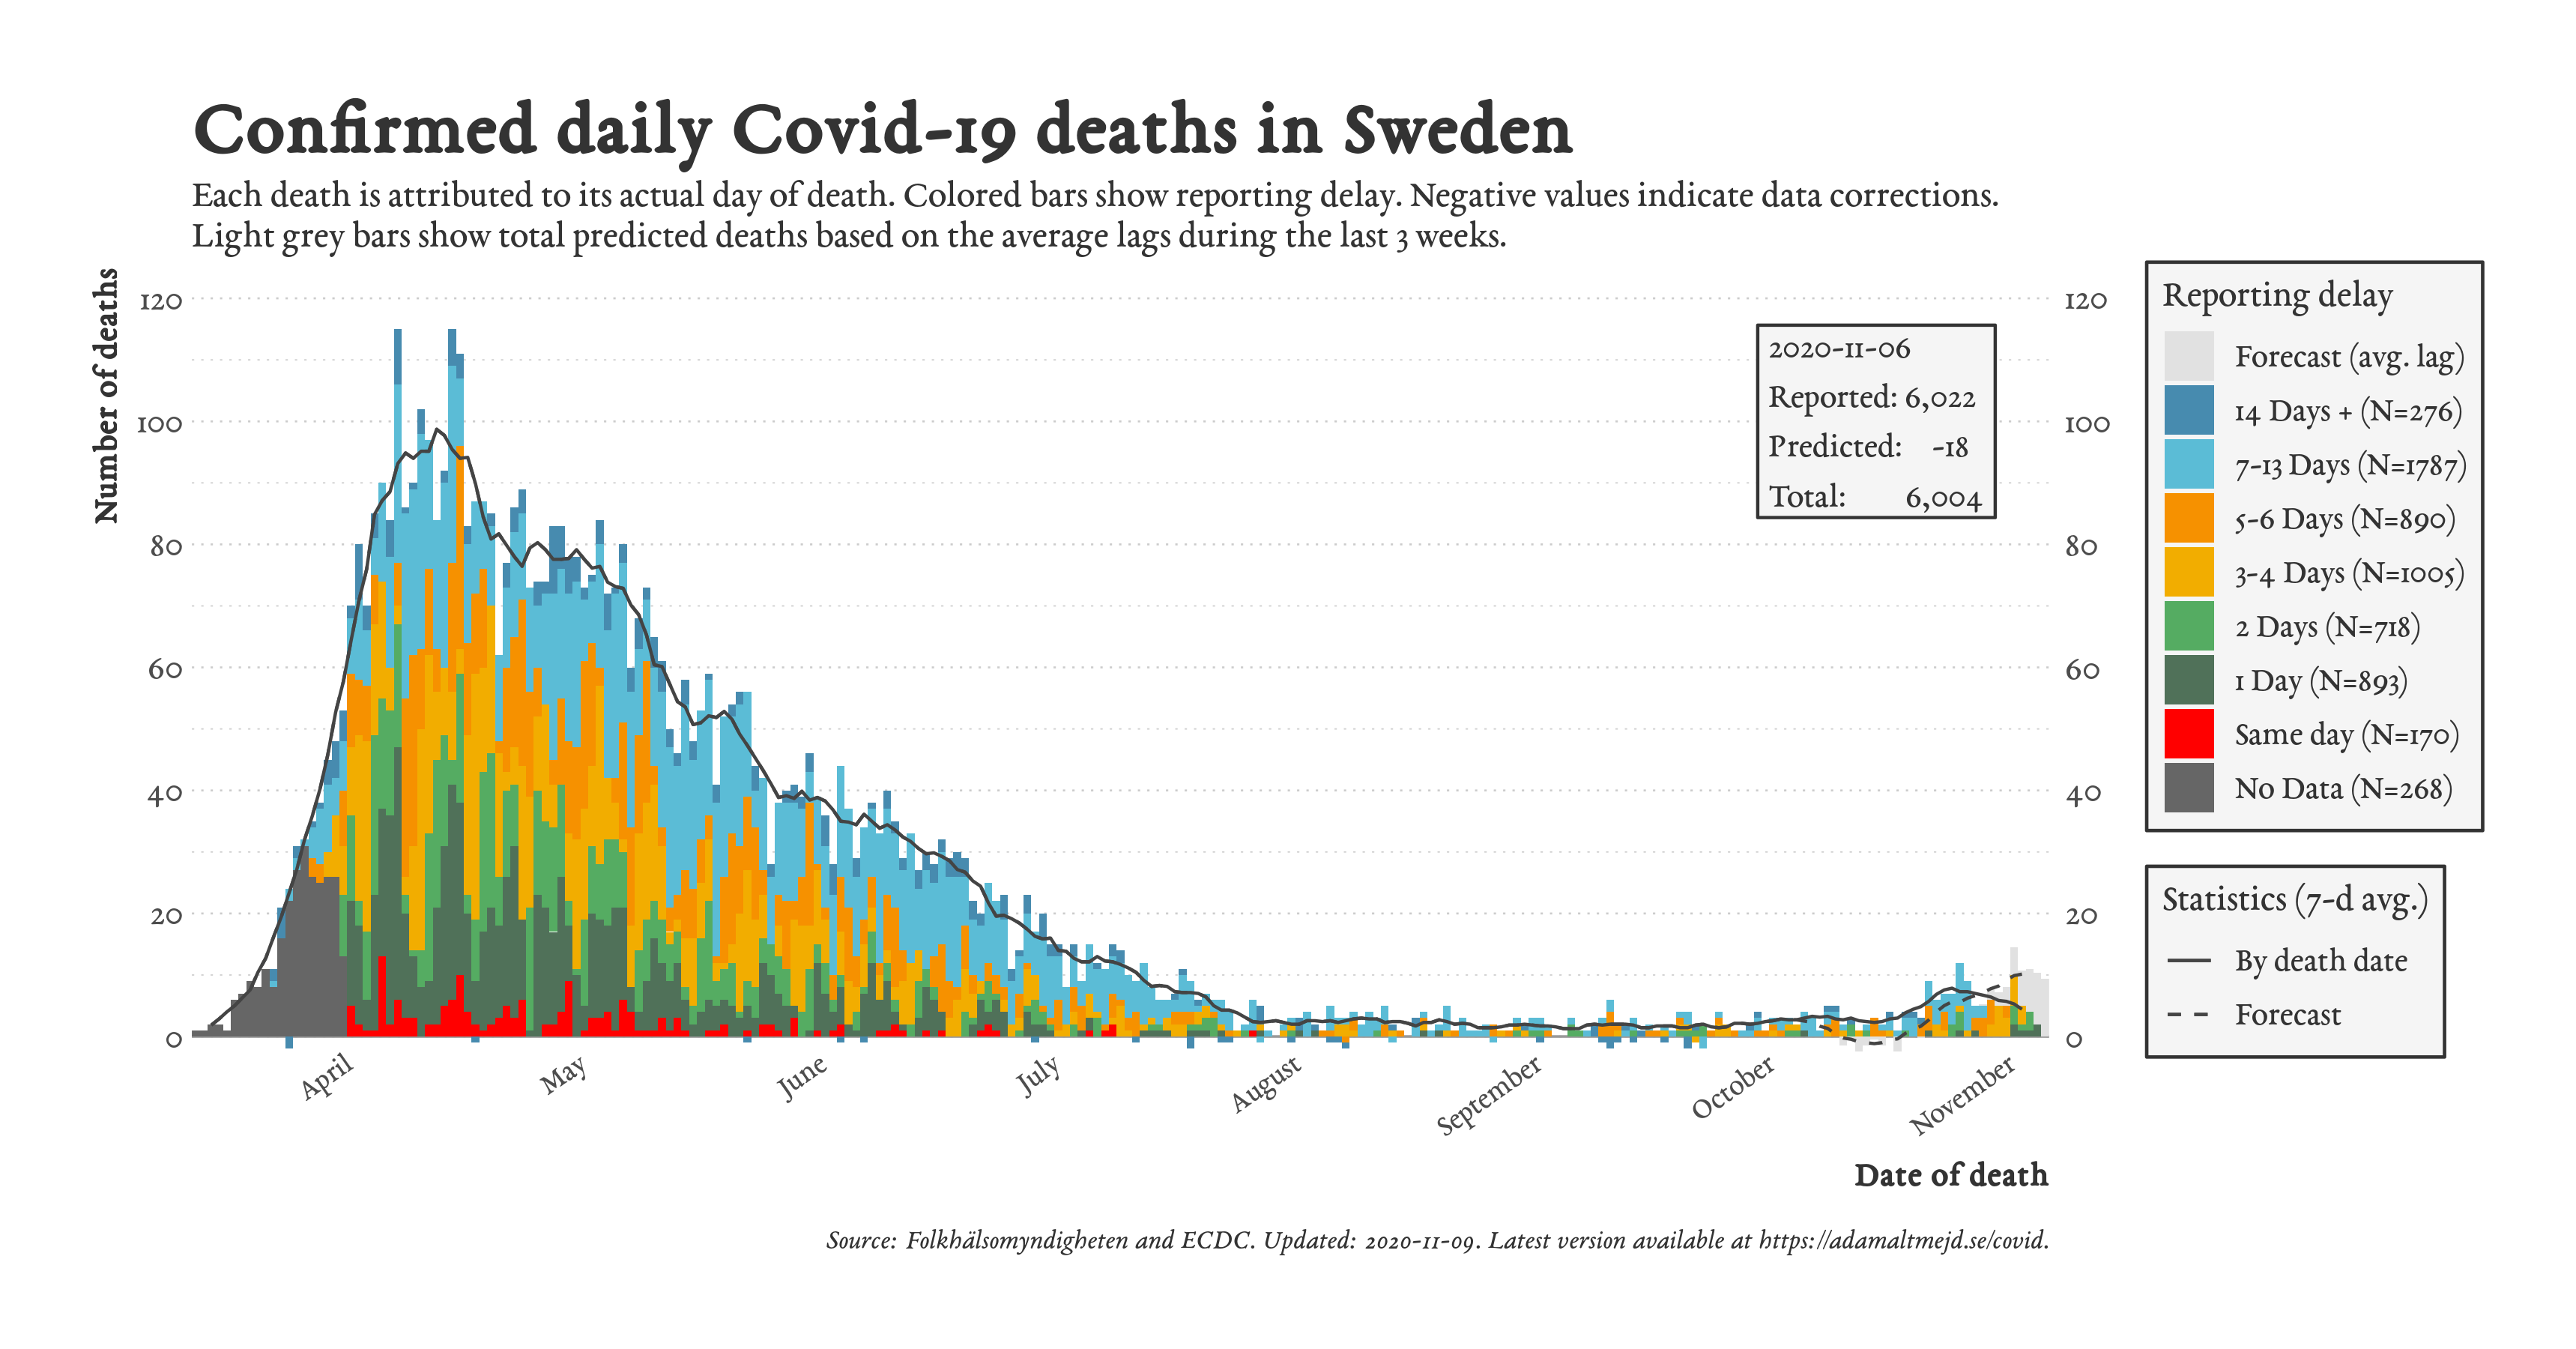 Confirmed daily Covid-19 deaths in Sweden
Each death is attributed to its actual day of death. Colored bars show reporting delay. Negative values indicate data corrections.
Light grey bars show total predicted deaths based on the average lags during the last 3 weeks.
Number of deaths
120
100
80
60
40
20
0
120
100
80
60
40
20
0
2020-11-06
Reported: 6,022
Predicted: -18
Total: 6,004
Reporting delay
Forecast (avg. lag)
14 Days + (N=276)
7-13 Days (N=1787)
5-6 Days (N=890)
3-4 Days (N=1005)
2 Days (N=718)
1 Day (N=893)
Same day (N=170)
No Data (N=268)
Statistics (7-d avg.)
By death date
Forecast
April
May
June
July
August
September
October
November
Date of death
Source: Folkhälsomyndigheten and ECDC. Updated: 2020-11-09. Latest version available at https://adamaltmejd.se/covid.